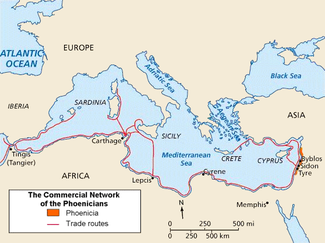 EUROPE
ATLANTIC
OCEAN
Adriatic Sea
Black Sea
IBERIA
SARDINIA
ASIA
Carthage
SICILY
Tingis
(Tangier)
Mediterranean
Sea
CRETE
CYPRUS
Byblos
Sidon
Tyre
AFRICA
Lepcis
Cyrene
Memphis
The Commercial Network
of the Phoenicians
Phoenicia
Trade routes
N
0 250 500 mi
0 250 500 km